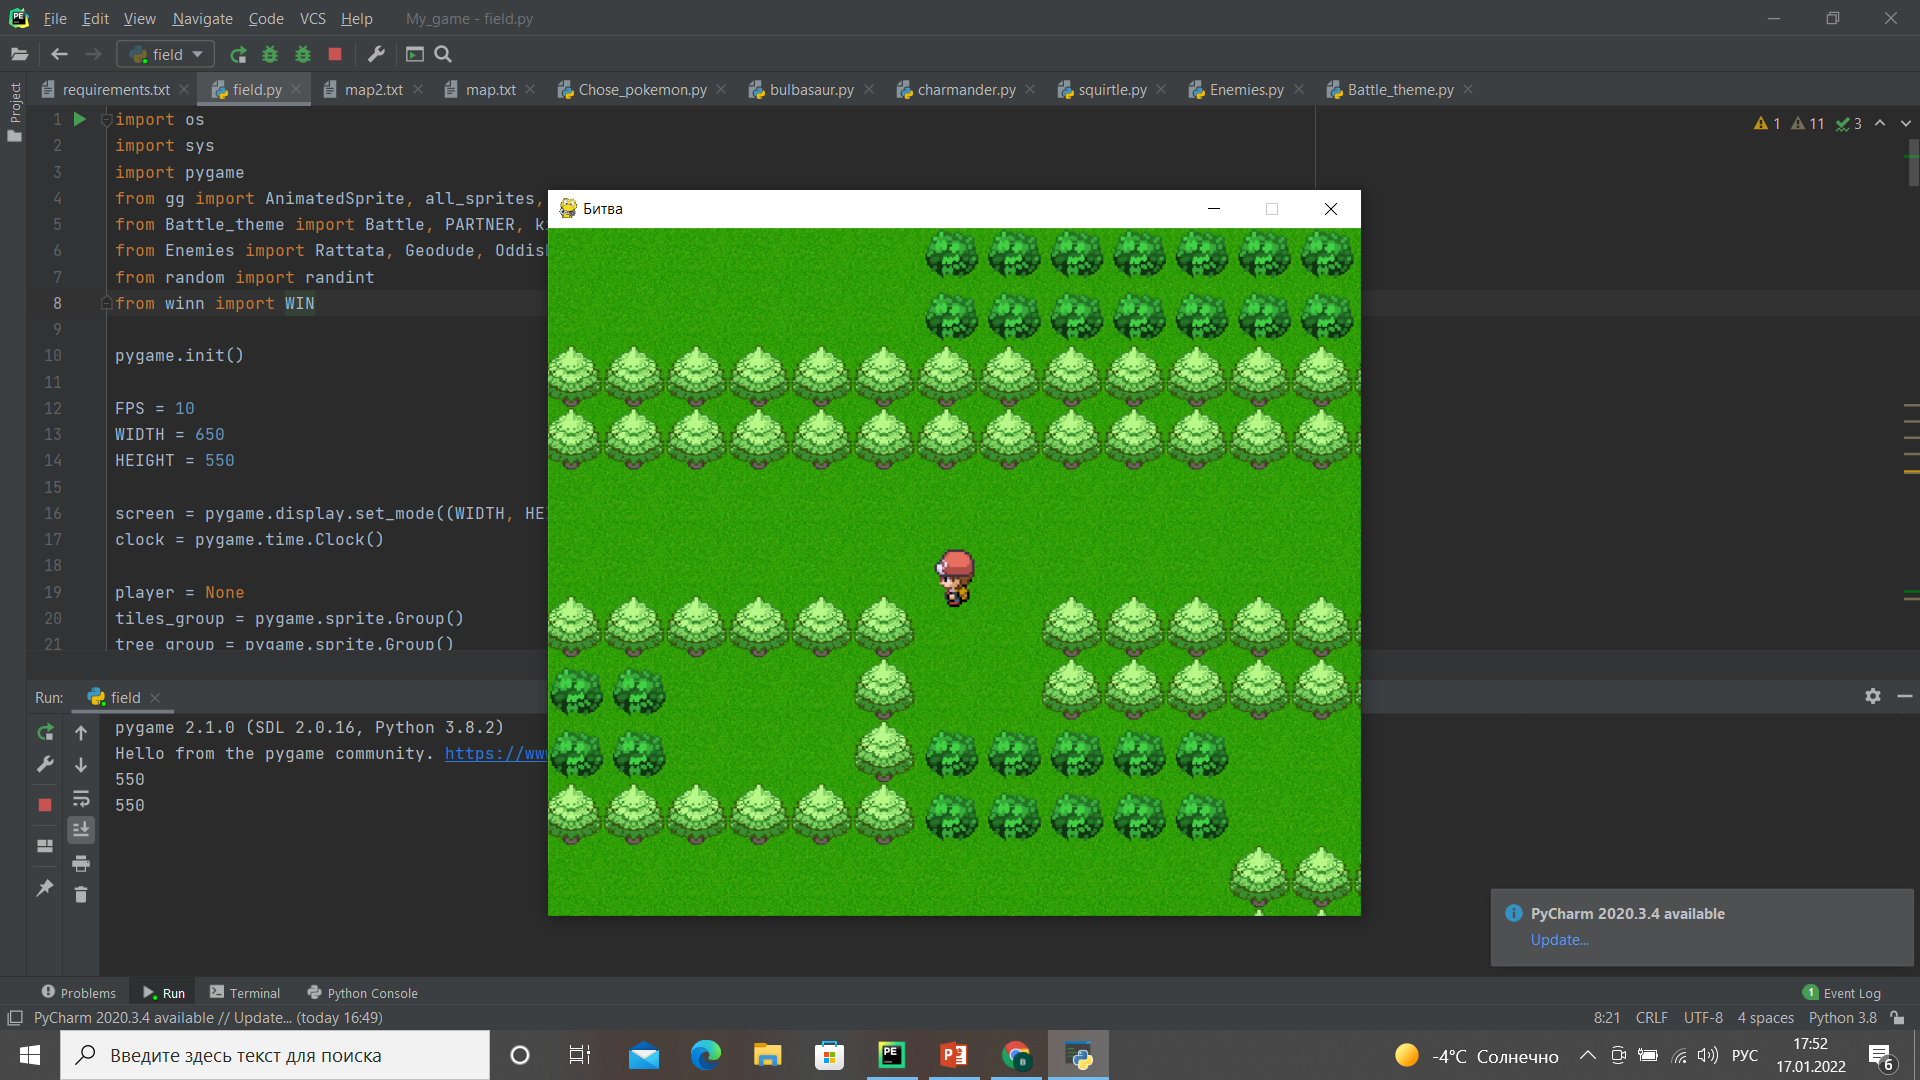 File Edit View Navigate Code VCS Help My_game - field.py
field
Project
requirements.txt field.py map2.txt map.txt Chose_pokemon.py bulbasaur.py charmander.py squirtle.py Enemies.py Battle_theme.py
1 import os
1 11 3
2 import sys
3 import pygame
4 from gg import AnimatedSprite, all_sprites,
Битва
5 from Battle_theme import Battle, PARTNER,
6 from Enemies import Rattata, Geodude,
7 from random import randint
8 from winn import WIN
9
10 pygame.init()
11
12 FPS = 10
13 WIDTH = 650
14 HEIGHT = 550
15
16 screen = pygame.display.set_mode((WIDTH,
17 clock = pygame.time.Clock()
18
19 player = None
20 tiles_group = pygame.sprite.Group()
21 tree_group = pygame.sprite.Group()
Run: field
pygame 2.1.0 (SDL 2.0.16, Python 3.8.2)
Hello from the pygame community.
550
550
PyCharm 2020.3.4 available
Update...
Problems Run Terminal Python Console 1 Event Log
PyCharm 2020.3.4 available // Update... (today 16:49) 8:21 CRLF UTF-8 4 spaces Python 3.8
Введите здесь текст для поиска
-4°C Солнечно РУС
17:52
17.01.2022
6